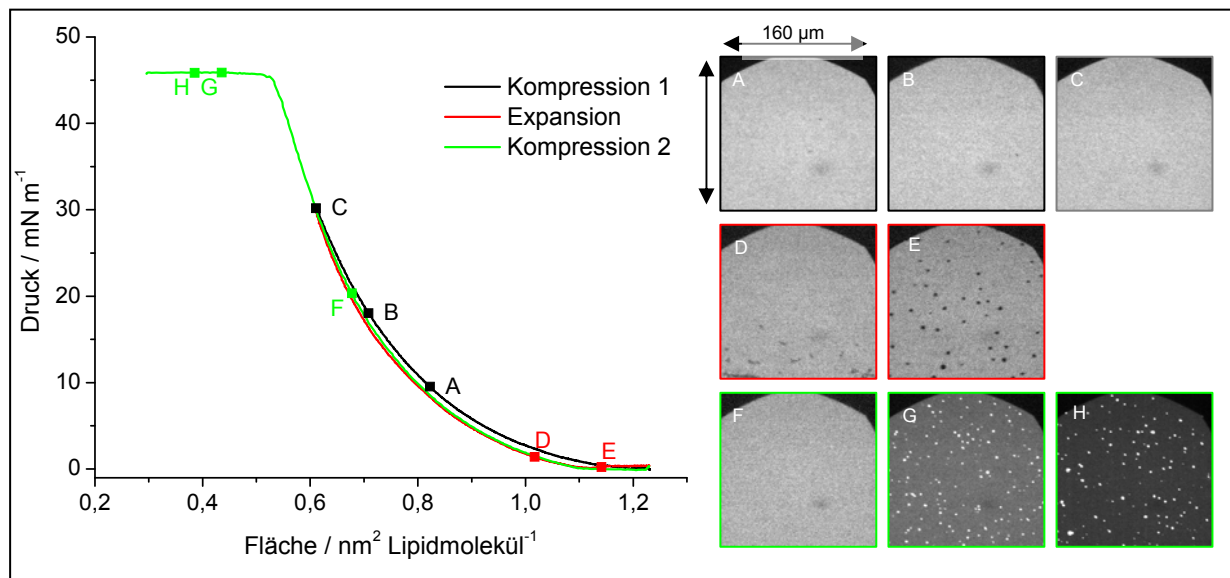 50
40
30
20
10
0
0,2 0,4 0,6 0,8 1,0 1,2
Druck / mN m⁻¹
Fläche / nm² Lipidmolekül⁻¹
Kompression 1
Expansion
Kompression 2
H G
C
F
B
A
D
E
160 µm
A B C
D E
F G H